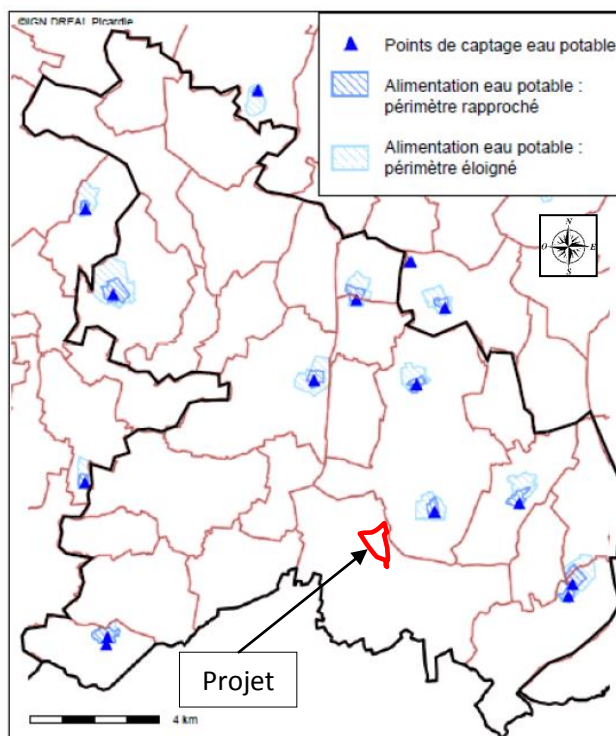 ©IGN DREAL Picardie
Points de captage eau potable
Alimentation eau potable :
périmètre rapproché
Alimentation eau potable :
périmètre éloigné
N
O
E
S
Projet
4 km